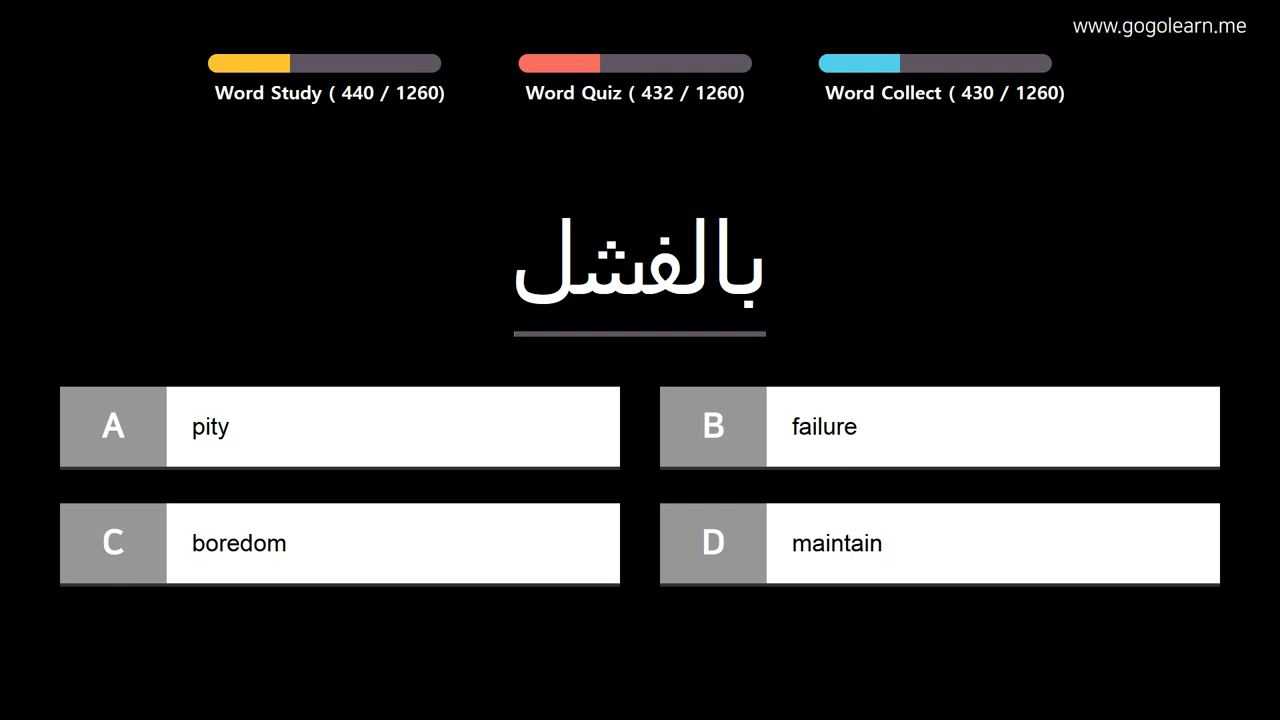 www.gogolearn.me
Word Study ( 440 / 1260)
Word Quiz ( 432 / 1260)
Word Collect ( 430 / 1260)
بالفشل
A pity
B failure
C boredom
D maintain